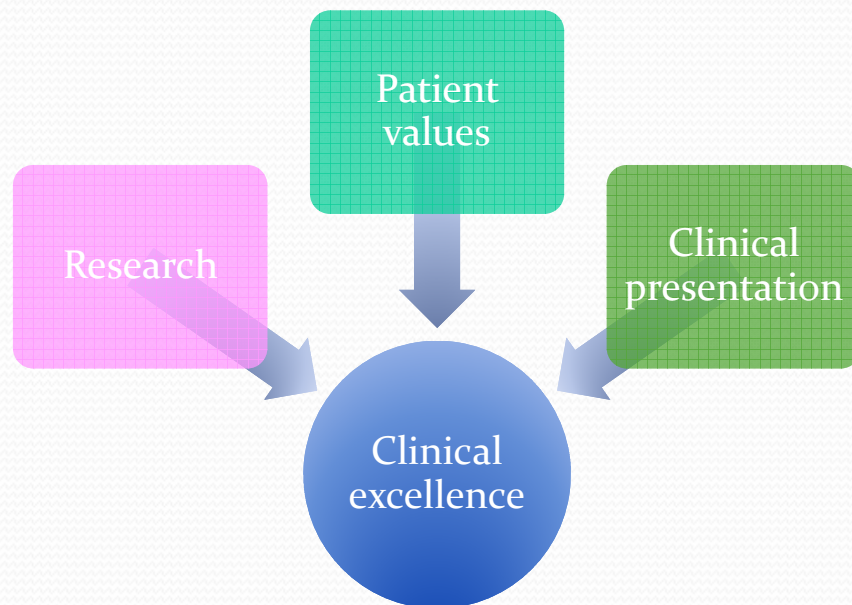 Patient
values
Research
Clinical
presentation
Clinical
excellence